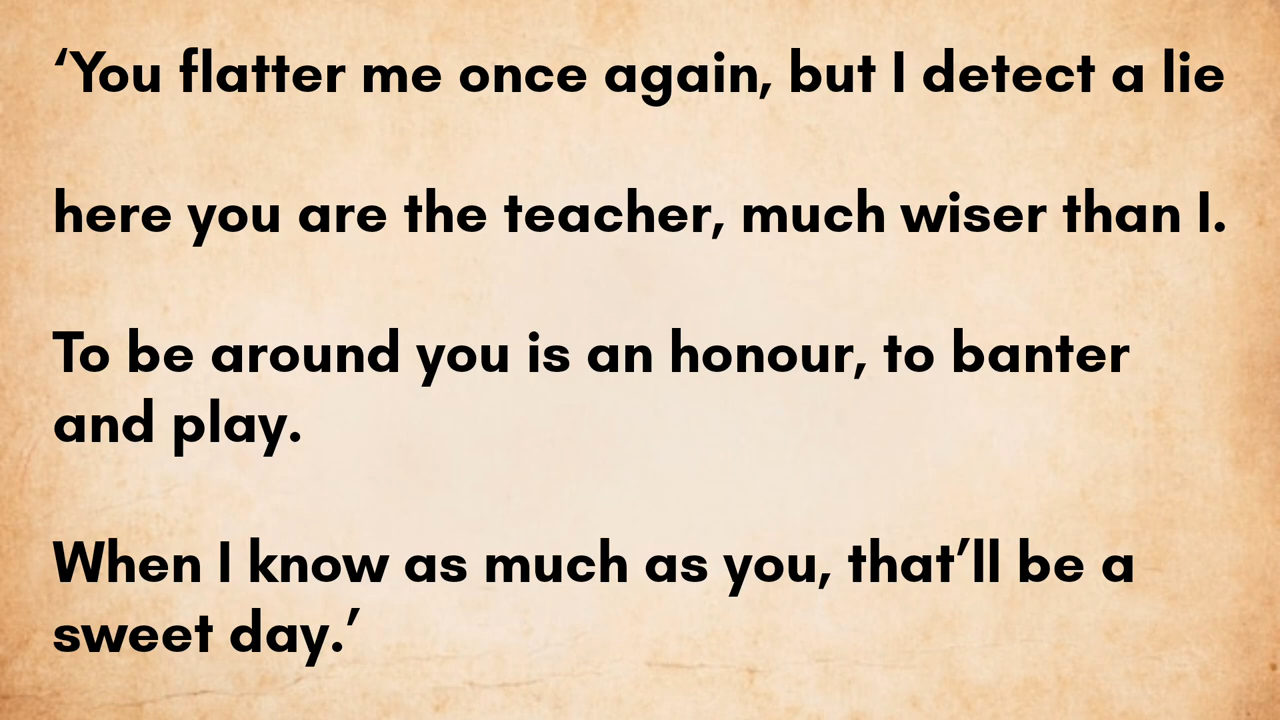 ‘You flatter me once again, but I detect a lie
here you are the teacher, much wiser than I.
To be around you is an honour, to banter
and play.
When I know as much as you, that’ll be a
sweet day.’